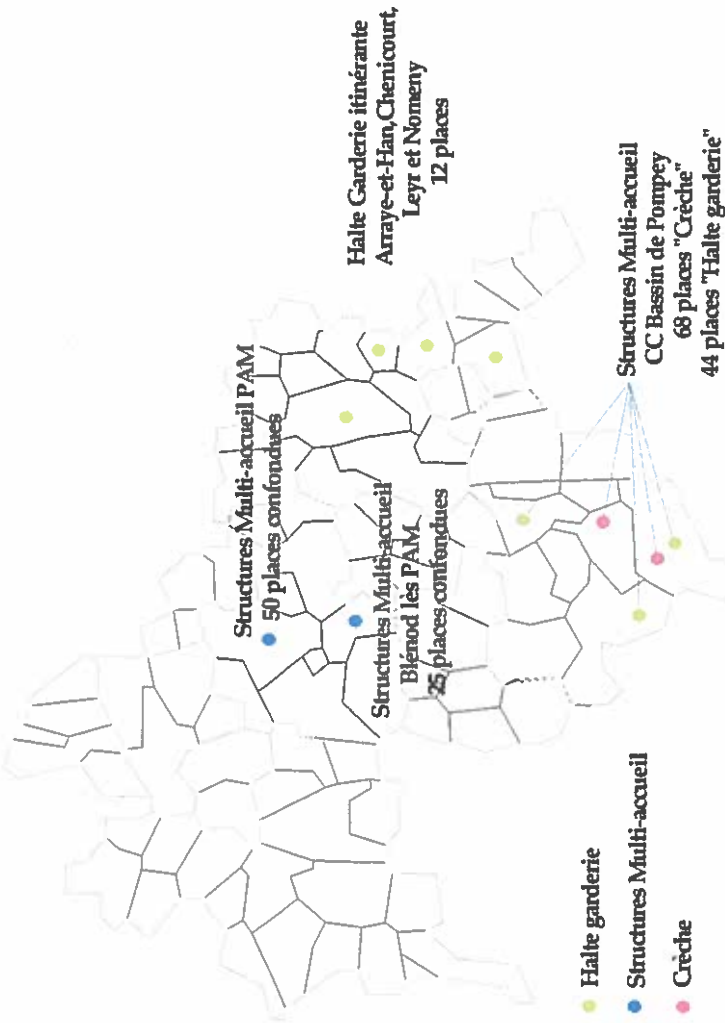 Structures Multi-accueil PAM
50 places confondues
Halte Garderie itinérante
Arraye-et-Han, Chenicourt,
Leyr et Nomeny
12 places
Structures Multi-accueil
Blénod lès PAM
25 places confondues
Structures Multi-accueil
CC Bassin de Pompey
68 places "Crèche"
44 places "Halte garderie"
Halte garderie
Structures Multi-accueil
Crèche